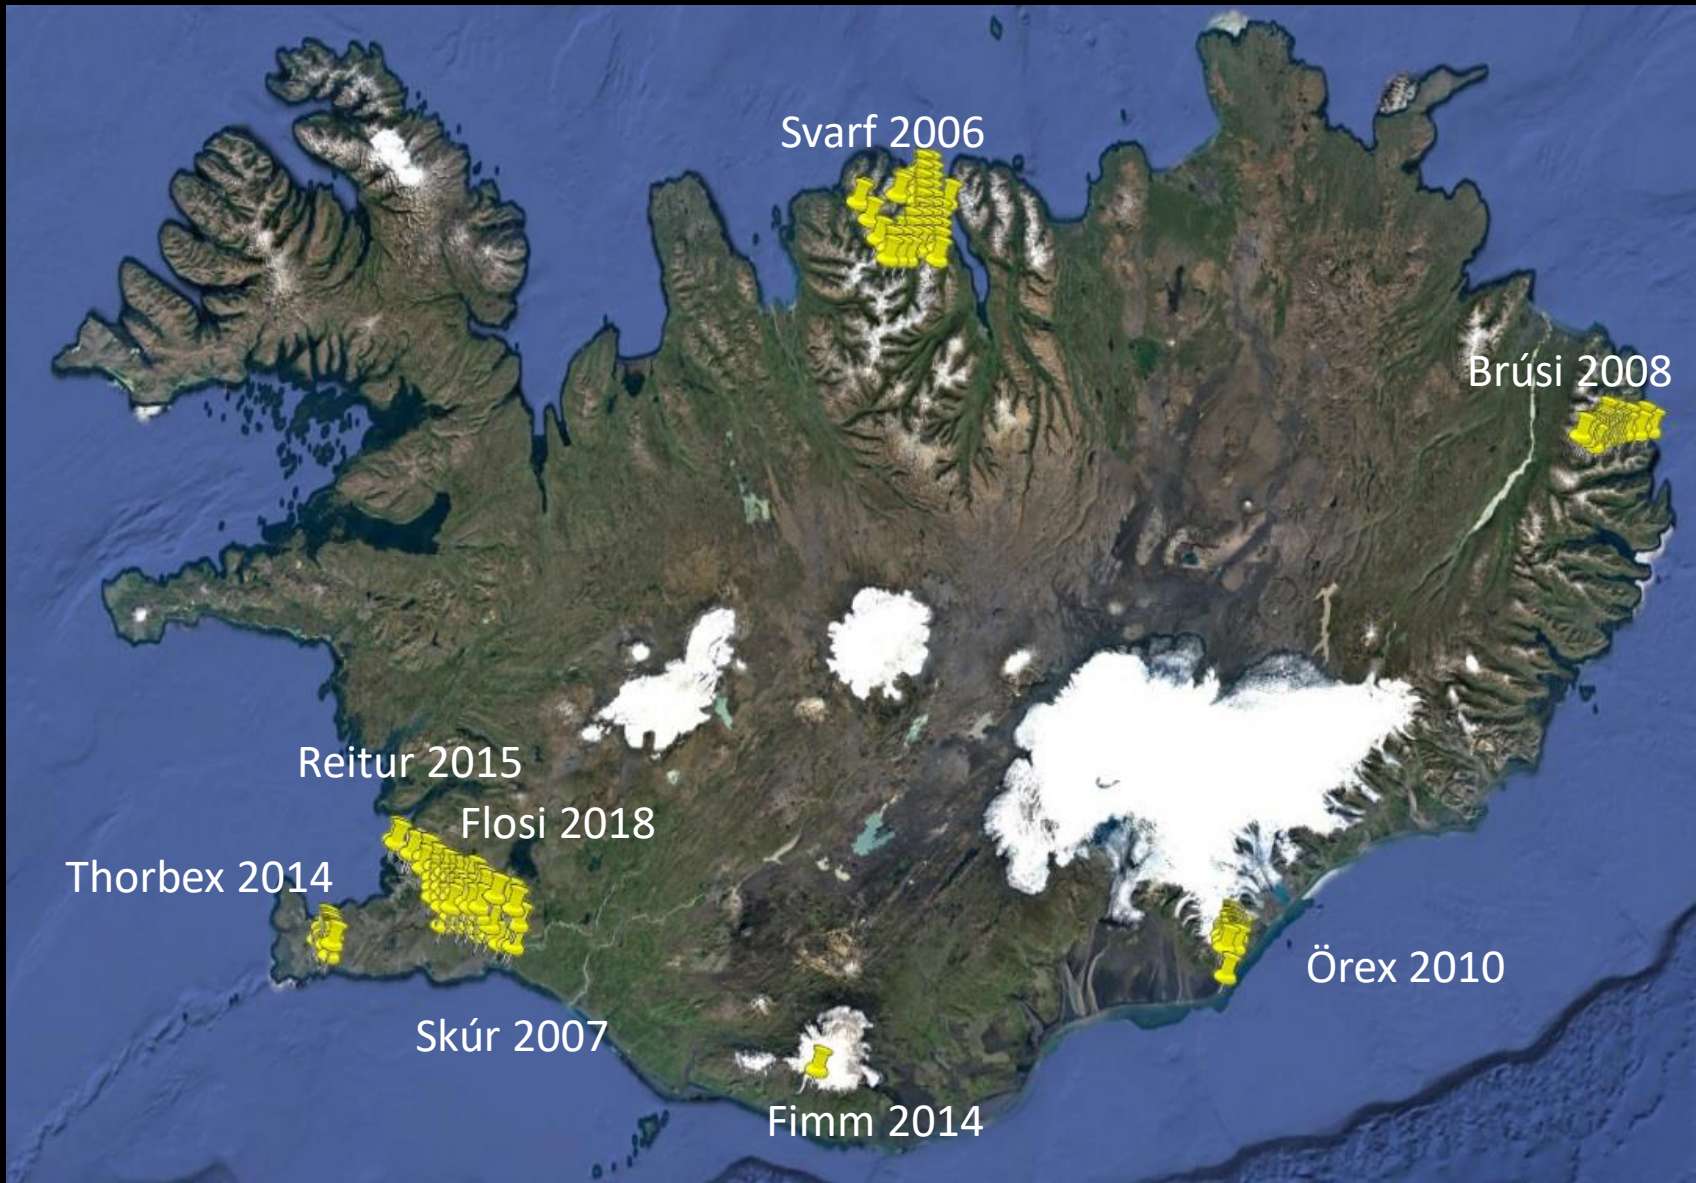 Svarf 2006
Brúsi 2008
Reitur 2015
Flosi 2018
Thorbex 2014
Örex 2010
Skúr 2007
Fimm 2014